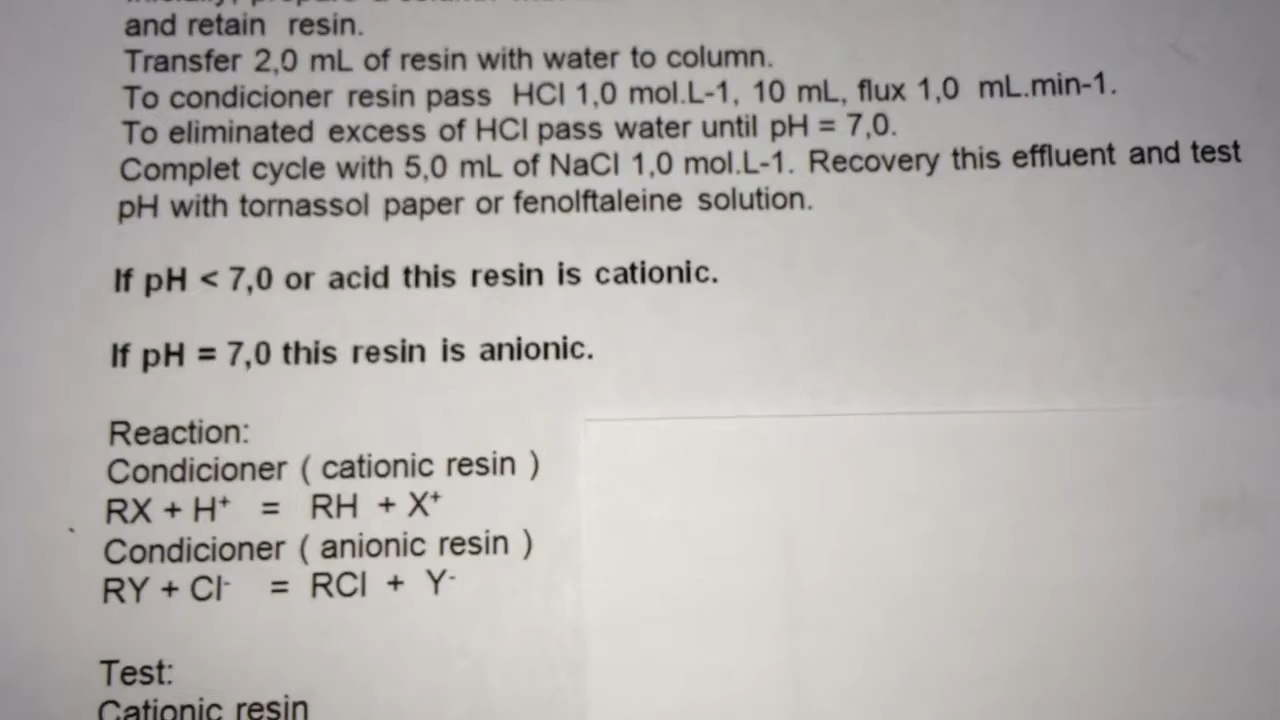 and retain resin.
Transfer 2,0 mL of resin with water to column.
To condicioner resin pass HCl 1,0 mol.L-1, 10 mL, flux 1,0 mL.min-1.
To eliminated excess of HCl pass water until pH = 7,0.
Complet cycle with 5,0 mL of NaCl 1,0 mol.L-1. Recovery this effluent and test
pH with tornassol paper or fenolftaleine solution.
If pH < 7,0 or acid this resin is cationic.
If pH = 7,0 this resin is anionic.
Reaction:
Condicioner ( cationic resin )
RX + H⁺ = RH + X⁺
Condicioner ( anionic resin )
RY + Cl⁻ = RCl + Y⁻
Test:
Cationic resin